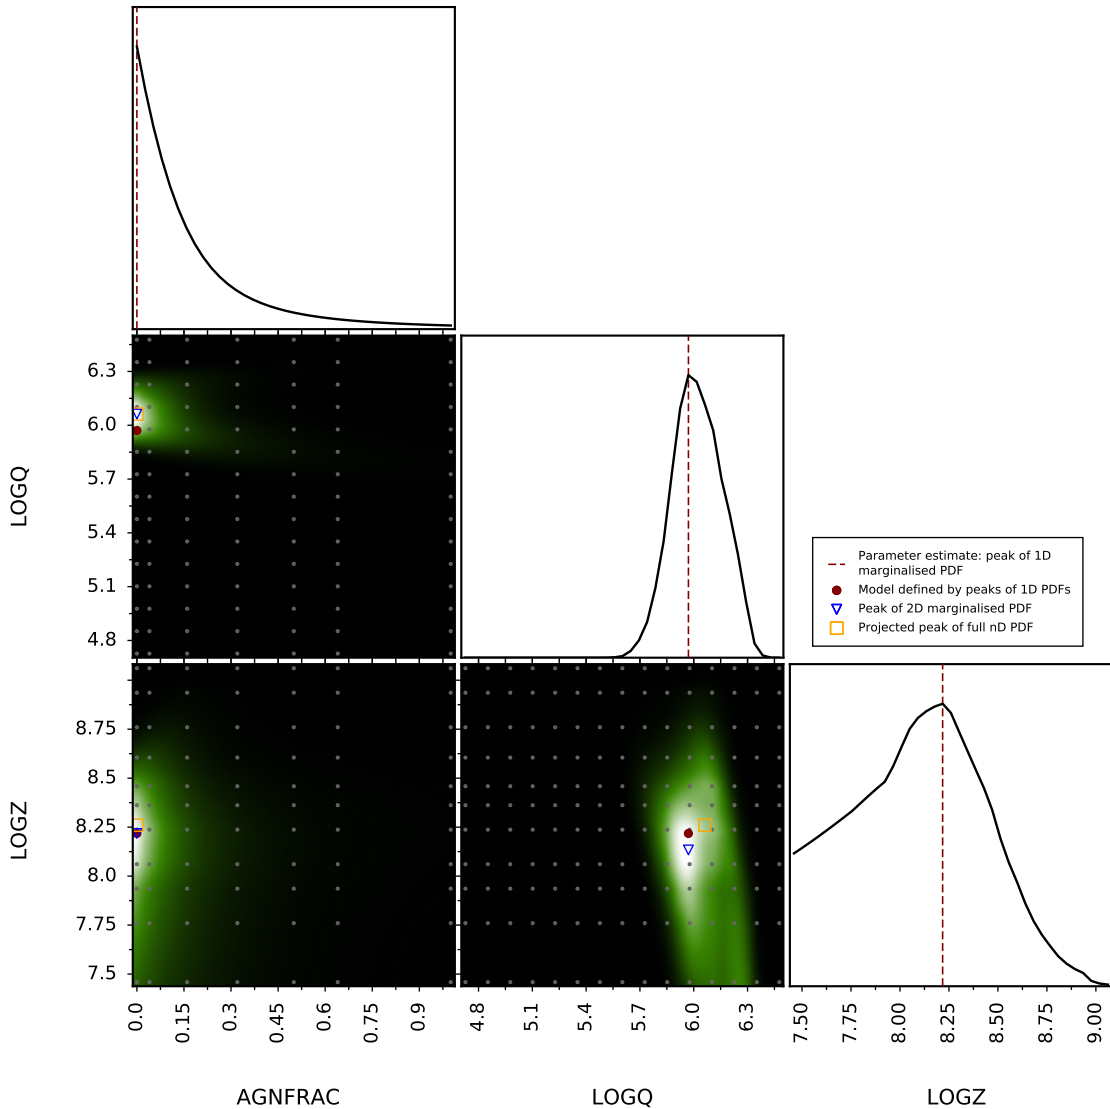 6.3
6.0
5.7
5.4
5.1
4.8
LOGQ
Parameter estimate: peak of 1D
marginalised PDF
Model defined by peaks of 1D PDFs
Peak of 2D marginalised PDF
Projected peak of full nD PDF
8.75
8.5
8.25
8.0
7.75
7.5
LOGZ
0.0 0.15 0.3 0.45 0.6 0.75 0.9
4.8 5.1 5.4 5.7 6.0 6.3
7.50 7.75 8.00 8.25 8.50 8.75 9.00
AGNFRAC
LOGQ
LOGZ